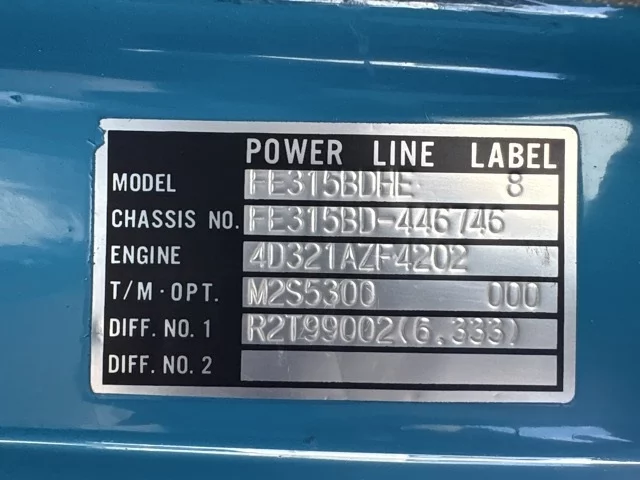 POWER LINE LABEL
MODEL FE315BDHE 8
CHASSIS NO. FE315BD-446746
ENGINE 4D321AZF4202
T/M·OPT. M2S5300 000
DIFF. NO. 1 R2T99002(6.333)
DIFF. NO. 2